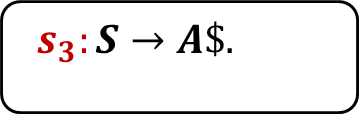 s₃: S → A$.